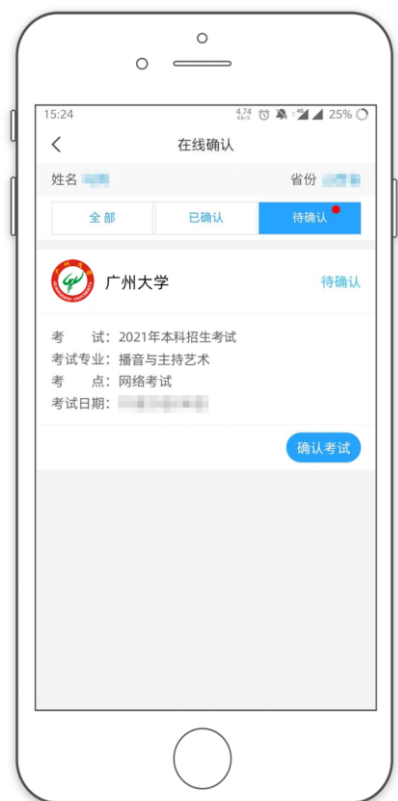 15:24 4.74 KB/S 4G 25%
在线确认
姓名 省份
全部 已确认 待确认
广州大学 待确认
考 试：2021年本科招生考试
考试专业：播音与主持艺术
考 点：网络考试
考试日期：
确认考试